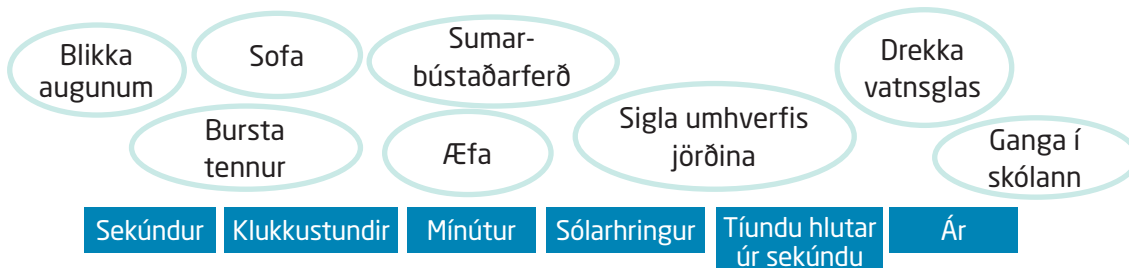 Blikka
augunum
Sofa
Sumar-
bústaðarferð
Drekka
vatnsglas
Bursta
tennur
Æfa
Sigla umhverfis
jörðina
Ganga í
skólann
Sekúndur
Klukkustundir
Mínútur
Sólarhringur
Tíundu hlutar
úr sekúndu
Ár